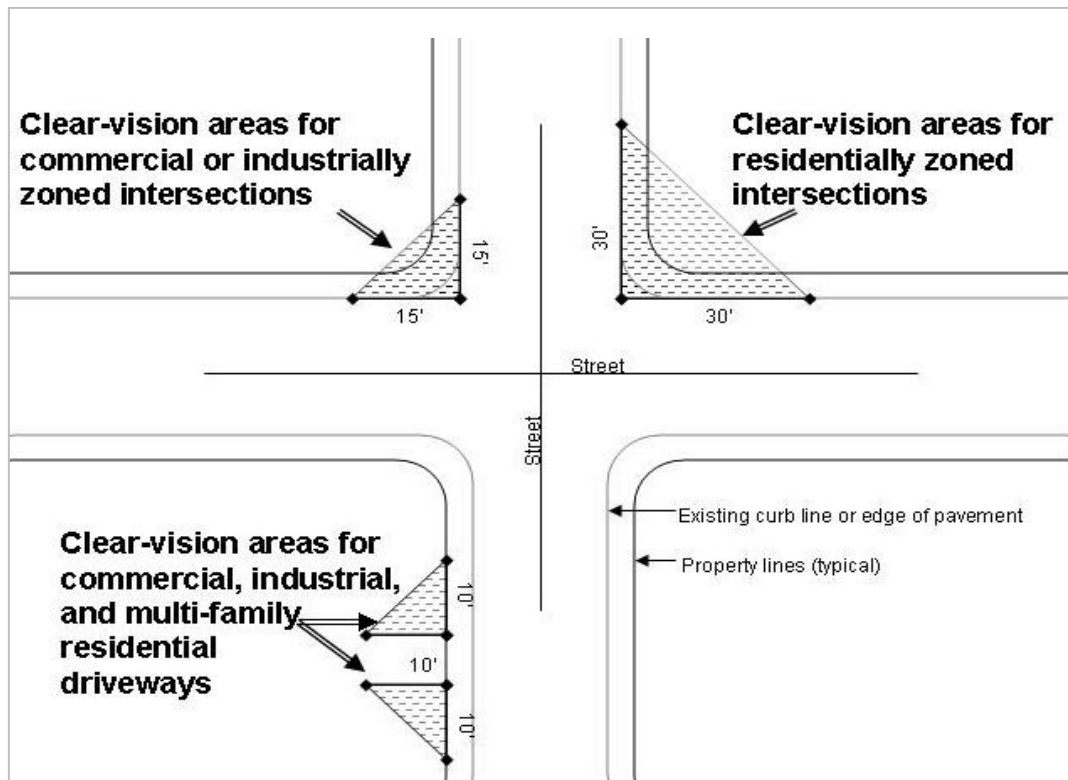 Clear-vision areas for
commercial or industrially
zoned intersections
Clear-vision areas for
residentially zoned
intersections
15'
15'
30'
30'
Street
Street
Existing curb line or edge of pavement
Property lines (typical)
Clear-vision areas for
commercial, industrial,
and multi-family
residential
driveways
10'
10'
10'